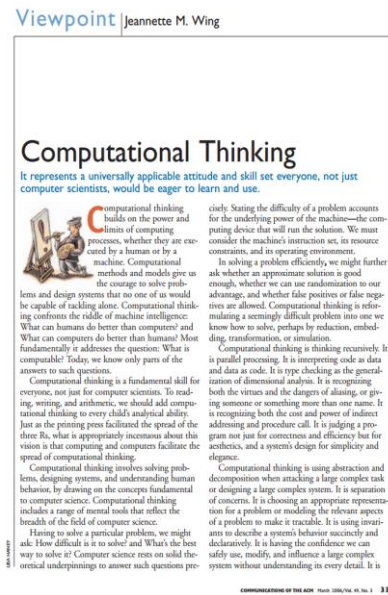 Viewpoint Jeannette M. Wing
Computational Thinking
It represents a universally applicable attitude and skill set everyone, not just
computer scientists, would be eager to learn and use.
Computational thinking
builds on the power and
limits of computing
processes, whether they are exe-
cuted by a human or by a
machine. Computational
methods and models give us
the courage to solve prob-
lems and design systems that no one of us would
be capable of tackling alone. Computational think-
ing confronts the riddle of machine intelligence:
What can humans do better than computers? and
What can computers do better than humans? Most
fundamentally it addresses the question: What is
computable? Today, we know only parts of the
answers to such questions.
Computational thinking is a fundamental skill for
everyone, not just for computer scientists. To read-
ing, writing, and arithmetic, we should add compu-
tational thinking to every child's analytical ability.
Just as the printing press facilitated the spread of the
three Rs, what is appropriately incestuous about this
vision is that computing and computers facilitate the
spread of computational thinking.
Computational thinking involves solving prob-
lems, designing systems, and understanding human
behavior, by drawing on the concepts fundamental
to computer science. Computational thinking
includes a range of mental tools that reflect the
breadth of the field of computer science.
Having to solve a particular problem, we might
ask: How difficult is it to solve? and What's the best
way to solve it? Computer science rests on solid the-
oretical underpinnings to answer such questions pre-
cisely. Stating the difficulty of a problem accounts
for the underlying power of the machine—the com-
puting device that will run the solution. We must
consider the machine's instruction set, its resource
constraints, and its operating environment.
In solving a problem efficiently, we might further
ask whether an approximate solution is good
enough, whether we can use randomization to our
advantage, and whether false positives or false nega-
tives are allowed. Computational thinking is refor-
mulating a seemingly difficult problem into one we
know how to solve, perhaps by reduction, embed-
ding, transformation, or simulation.
Computational thinking is thinking recursively. It
is parallel processing. It is interpreting code as data
and data as code. It is type checking as the general-
ization of dimensional analysis. It is recognizing
both the virtues and the dangers of aliasing, or giv-
ing someone or something more than one name. It
is recognizing both the cost and power of indirect
addressing and procedure call. It is judging a pro-
gram not just for correctness and efficiency but for
aesthetics, and a system's design for simplicity and
elegance.
Computational thinking is using abstraction and
decomposition when attacking a large complex task
or designing a large complex system. It is separation
of concerns. It is choosing an appropriate representa-
tion for a problem or modeling the relevant aspects
of a problem to make it tractable. It is using invari-
ants to describe a system's behavior succinctly and
declaratively. It is having the confidence we can
safely use, modify, and influence a large complex
system without understanding its every detail. It is
LISA HANEY
COMMUNICATIONS OF THE ACM March 2006/Vol. 49, No. 3 33